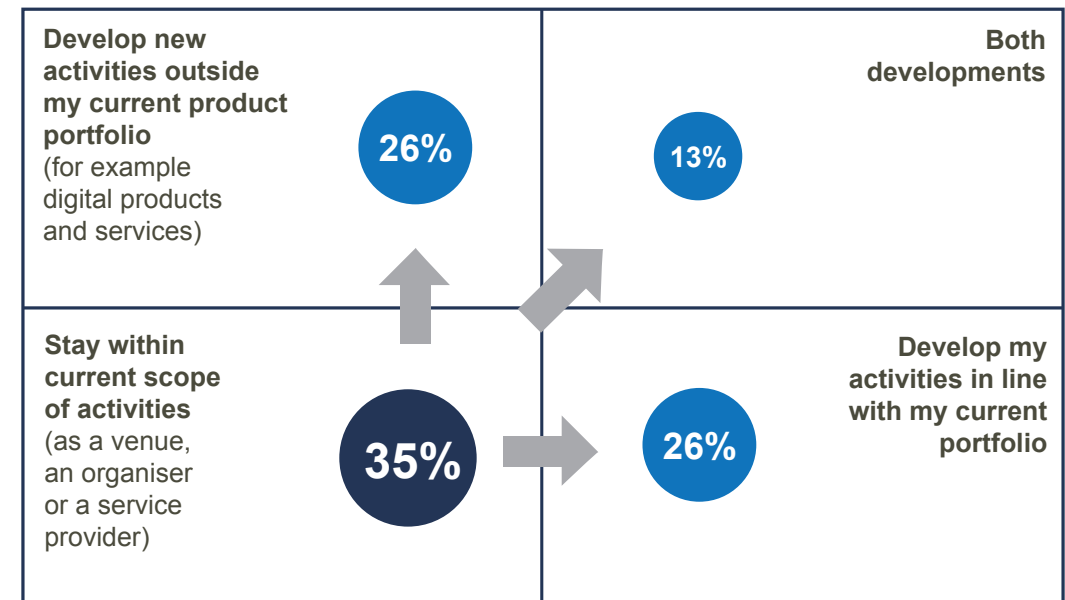 Develop new
activities outside
my current product
portfolio
(for example
digital products
and services)
26%
Both
developments
13%
Stay within
current scope
of activities
(as a venue,
an organiser
or a service
provider)
35%
Develop my
activities in line
with my current
portfolio
26%